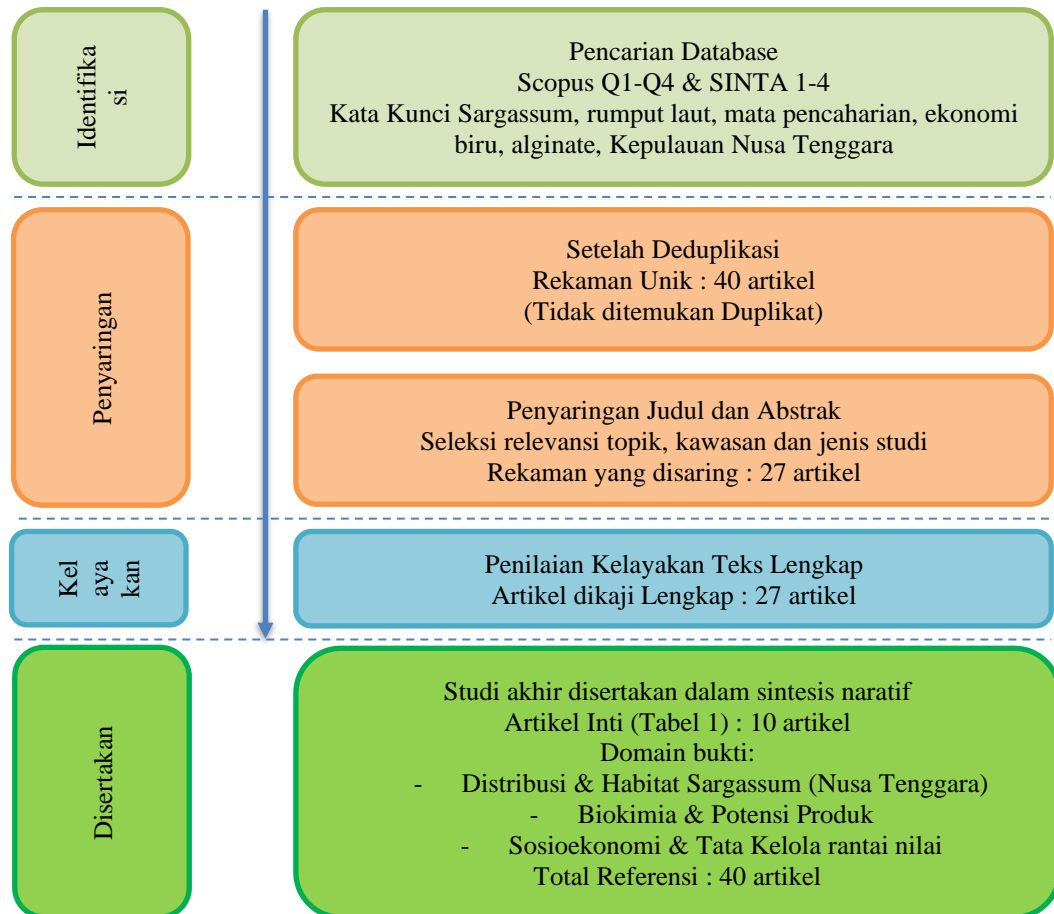 Identifika
si
Pencarian Database
Scopus Q1-Q4 & SINTA 1-4
Kata Kunci Sargassum, rumput laut, mata pencaharian, ekonomi
biru, alginate, Kepulauan Nusa Tenggara
Penyaringan
Setelah Deduplikasi
Rekaman Unik : 40 artikel
(Tidak ditemukan Duplikat)
Penyaringan Judul dan Abstrak
Seleksi relevansi topik, kawasan dan jenis studi
Rekaman yang disaring : 27 artikel
Kel
aya
kan
Penilaian Kelayakan Teks Lengkap
Artikel dikaji Lengkap : 27 artikel
Disertakan
Studi akhir disertakan dalam sintesis naratif
Artikel Inti (Tabel 1) : 10 artikel
Domain bukti:
- Distribusi & Habitat Sargassum (Nusa Tenggara)
- Biokimia & Potensi Produk
- Sosioekonomi & Tata Kelola rantai nilai
Total Referensi : 40 artikel